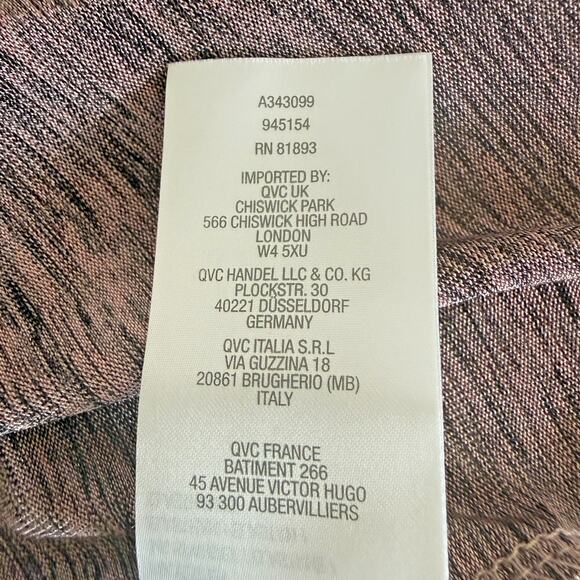 A343099
945154
RN 81893
IMPORTED BY:
QVC UK
CHISWICK PARK
566 CHISWICK HIGH ROAD
LONDON
W4 5XU
QVC HANDEL LLC & CO. KG
PLOCKSTR. 30
40221 DÜSSELDORF
GERMANY
QVC ITALIA S.R.L
VIA GUZZINA 18
20861 BRUGHERIO (MB)
ITALY
QVC FRANCE
BATIMENT 266
45 AVENUE VICTOR HUGO
93 300 AUBERVILLIERS